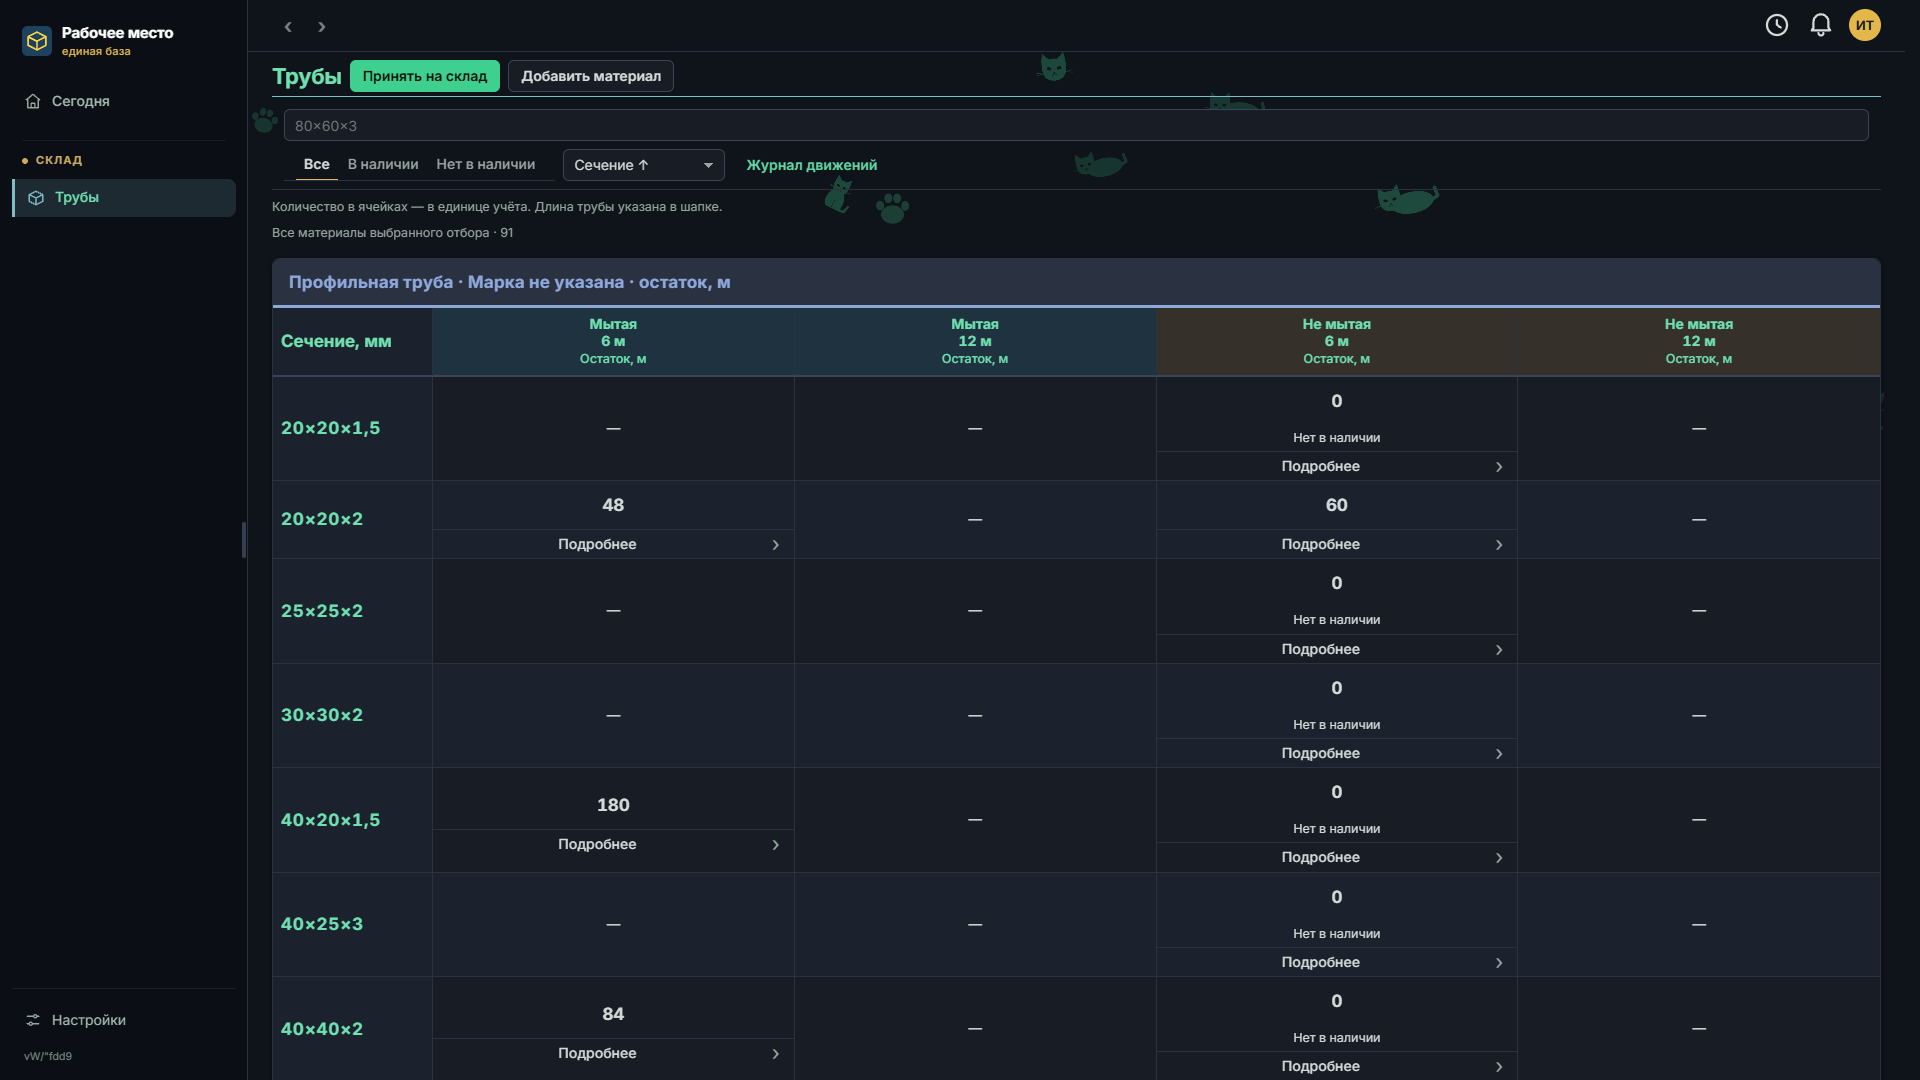 Рабочее место
единая база
Сегодня
СКЛАД
Трубы
Настройки
vW/"fdd9
ИТ
Трубы
Принять на склад
Добавить материал
80×60×3
Все
В наличии
Нет в наличии
Сечение ↑
Журнал движений
Количество в ячейках — в единице учёта. Длина трубы указана в шапке.
Все материалы выбранного отбора · 91
Профильная труба · Марка не указана · остаток, м
Сечение, мм
Мытая
6 м
Остаток, м
Мытая
12 м
Остаток, м
Не мытая
6 м
Остаток, м
Не мытая
12 м
Остаток, м
20×20×1,5
—
—
0
Нет в наличии
Подробнее
—
20×20×2
48
Подробнее
—
60
Подробнее
—
25×25×2
—
—
0
Нет в наличии
Подробнее
—
30×30×2
—
—
0
Нет в наличии
Подробнее
—
40×20×1,5
180
Подробнее
—
0
Нет в наличии
Подробнее
—
40×25×3
—
—
0
Нет в наличии
Подробнее
—
40×40×2
84
Подробнее
—
0
Нет в наличии
Подробнее
—